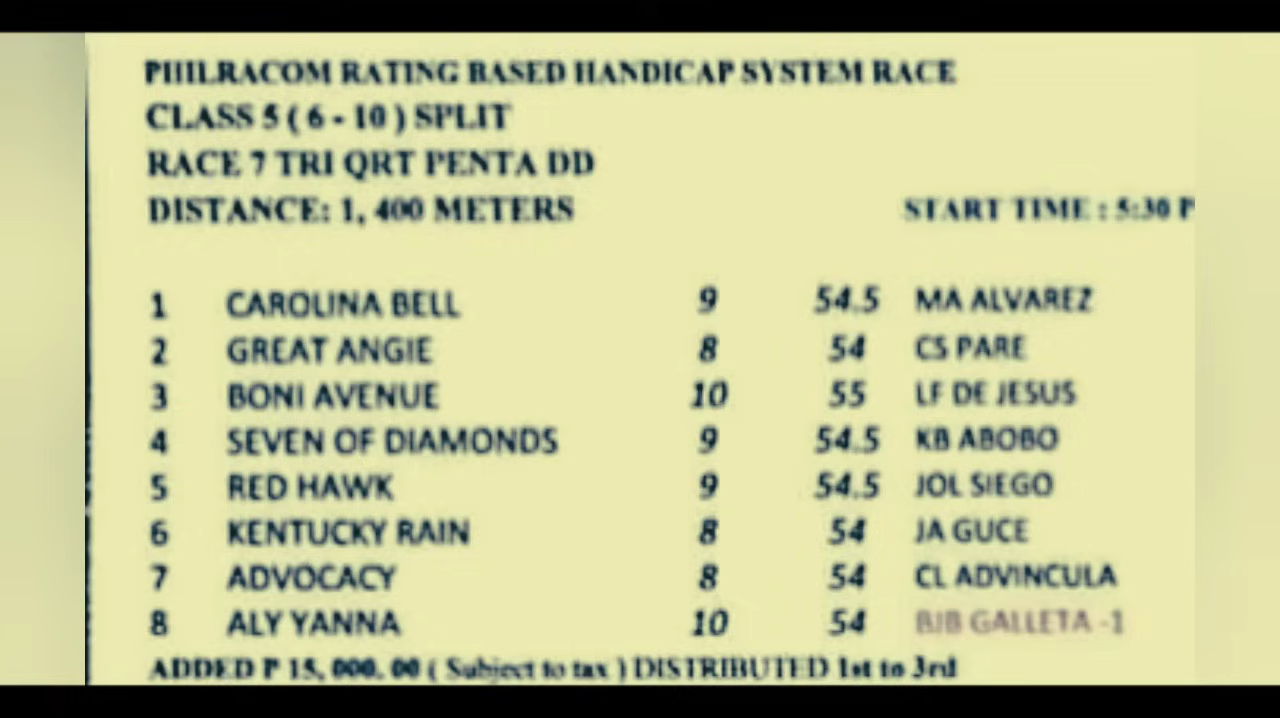 PHILRACOM RATING BASED HANDICAP SYSTEM RACE
CLASS 5 ( 6 - 10 ) SPLIT
RACE 7 TRI QRT PENTA DD
DISTANCE: 1, 400 METERS START TIME : 5:30 P
1 CAROLINA BELL 9 54.5 MA ALVAREZ
2 GREAT ANGIE 8 54 CS PARE
3 BONI AVENUE 10 55 LF DE JESUS
4 SEVEN OF DIAMONDS 9 54.5 KB ABOBO
5 RED HAWK 9 54.5 JOL SIEGO
6 KENTUCKY RAIN 8 54 JA GUCE
7 ADVOCACY 8 54 CL ADVINCULA
8 ALY YANNA 10 54 BJB GALLETA -1
ADDED P 15, 000. 00 ( Subject to tax ) DISTRIBUTED 1st to 3rd